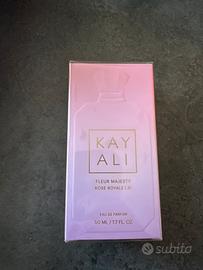 KAY
ALI
FLEUR MAJESTY
ROSE ROYALE | 31
EAU DE PARFUM
50 ML / 1.7 FL. OZ.
subito